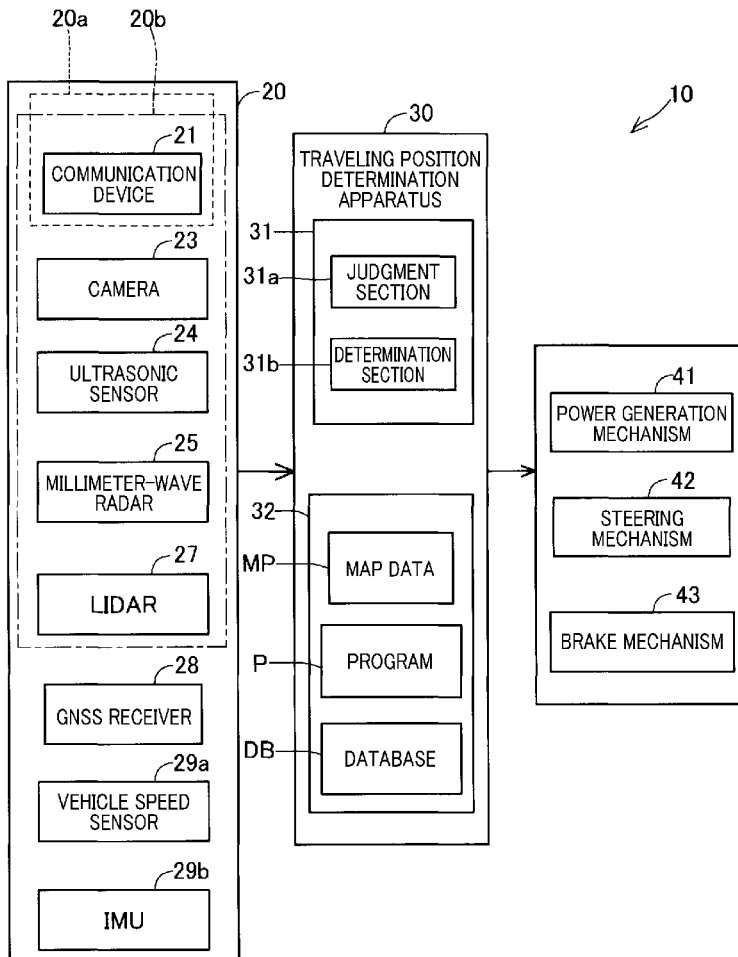 20a
20b
20
21
COMMUNICATION
DEVICE
23
CAMERA
24
ULTRASONIC
SENSOR
25
MILLIMETER-WAVE
RADAR
27
LIDAR
28
GNSS RECEIVER
29a
VEHICLE SPEED
SENSOR
29b
IMU
30
TRAVELING POSITION
DETERMINATION
APPARATUS
31
31a
JUDGMENT
SECTION
31b
DETERMINATION
SECTION
32
MP
MAP DATA
P
PROGRAM
DB
DATABASE
10
41
POWER GENERATION
MECHANISM
42
STEERING
MECHANISM
43
BRAKE MECHANISM